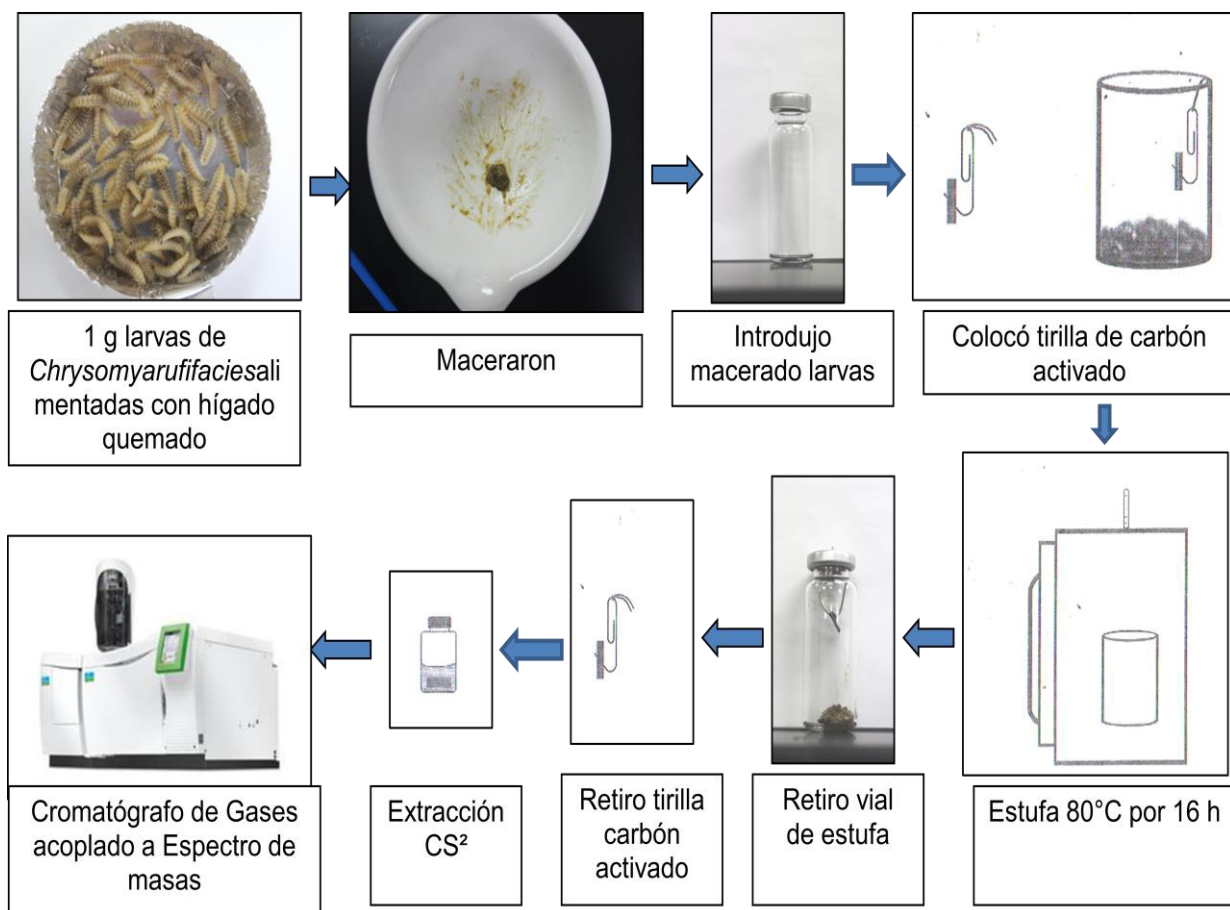 1 g larvas de
Chrysomyarufifaciesali
mentadas con hígado
quemado
Maceraron
Introdujo
macerado larvas
Colocó tirilla de carbón
activado
Estufa 80°C por 16 h
Retiro vial
de estufa
Retiro tirilla
carbón
activado
Extracción
CS²
Cromatógrafo de Gases
acoplado a Espectro de
masas